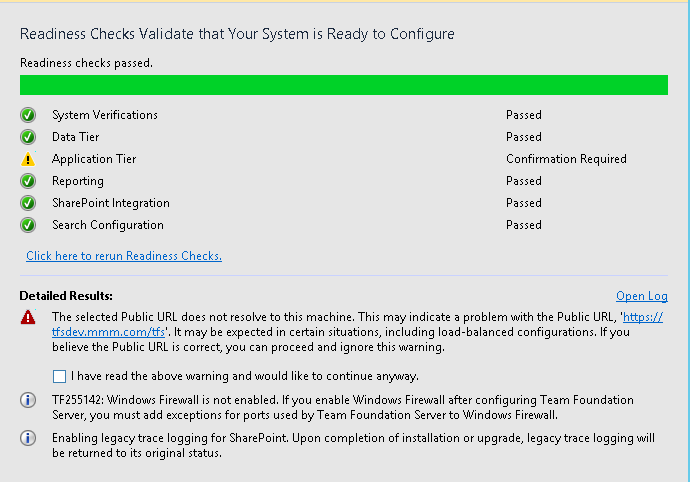 Readiness Checks Validate that Your System is Ready to Configure
Readiness checks passed.
System Verifications Passed
Data Tier Passed
Application Tier Confirmation Required
Reporting Passed
SharePoint Integration Passed
Search Configuration Passed
Click here to rerun Readiness Checks.
Detailed Results: Open Log
The selected Public URL does not resolve to this machine. This may indicate a problem with the Public URL, 'https://
tfsdev.mmm.com/tfs'. It may be expected in certain situations, including load-balanced configurations. If you
believe the Public URL is correct, you can proceed and ignore this warning.
I have read the above warning and would like to continue anyway.
TF255142: Windows Firewall is not enabled. If you enable Windows Firewall after configuring Team Foundation
Server, you must add exceptions for ports used by Team Foundation Server to Windows Firewall.
Enabling legacy trace logging for SharePoint. Upon completion of installation or upgrade, legacy trace logging will
be returned to its original status.